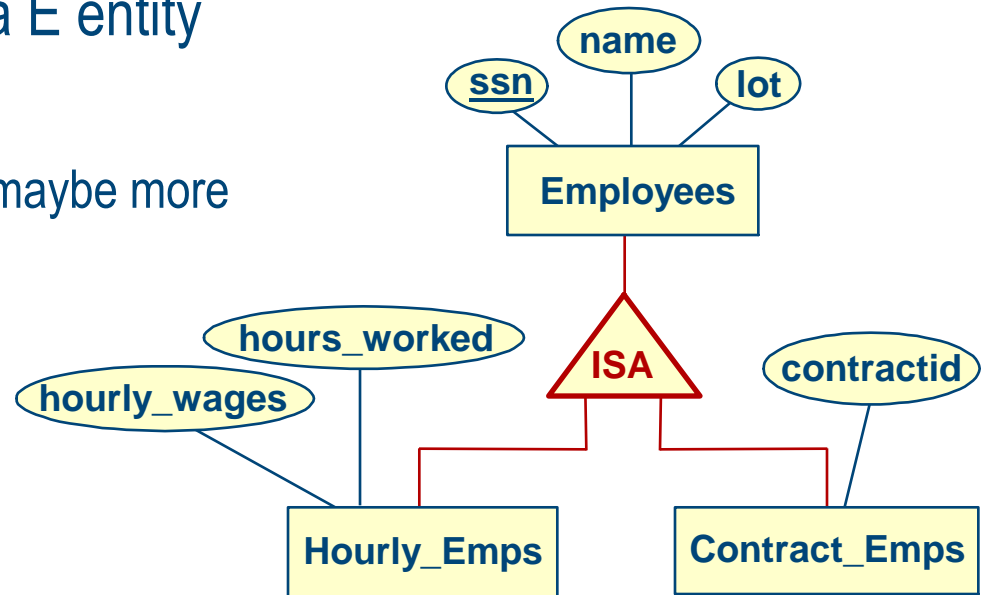 a E entity
maybe more
name
ssn
lot
Employees
hours_worked
ISA
contractid
hourly_wages
Hourly_Emps
Contract_Emps